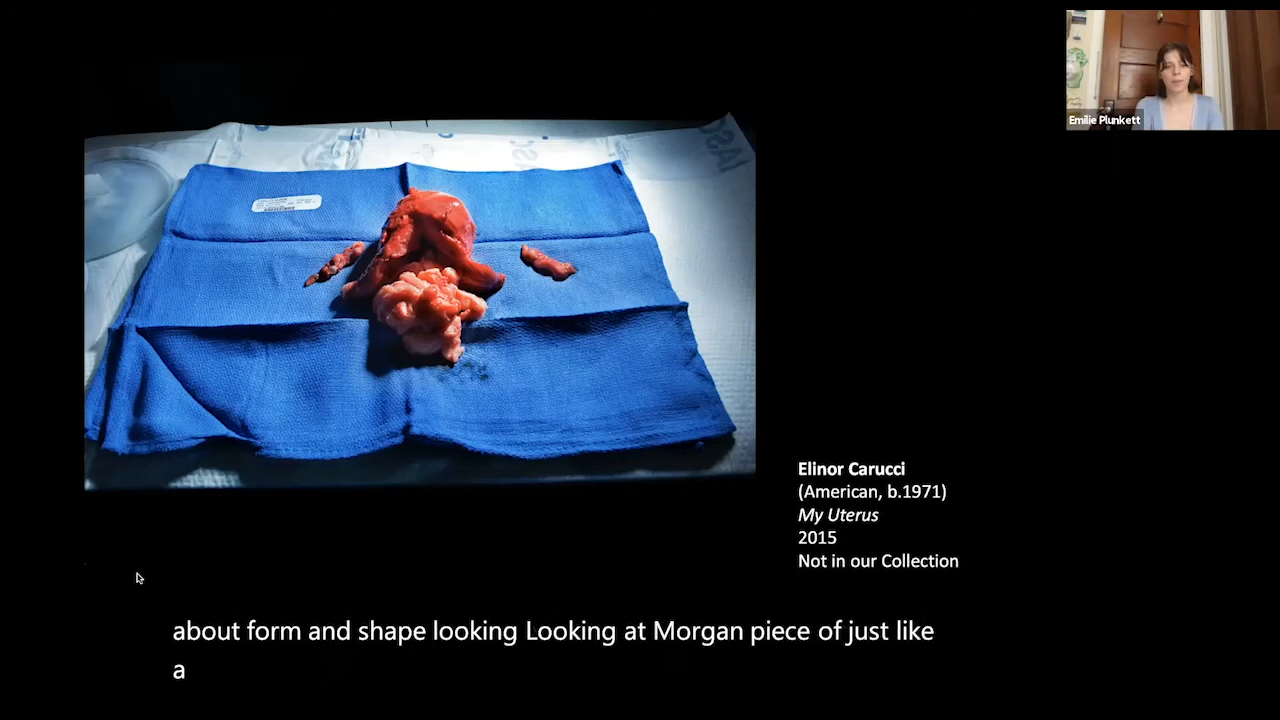 Emilie Plunkett
Elinor Carucci
(American, b.1971)
My Uterus
2015
Not in our Collection
about form and shape looking Looking at Morgan piece of just like
a